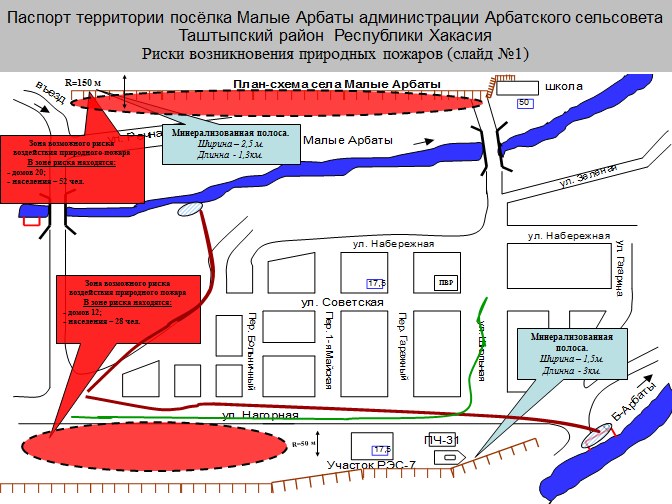 Паспорт территории посёлка Малые Арбаты администрации Арбатского сельсовета
Таштыпский район Республики Хакасия
Риски возникновения природных пожаров (слайд №1)
въезд
R=150 м
План-схема села Малые Арбаты
школа
50
Минерализованная полоса.
Ширина – 2,5 м.
Длинна - 1,3км.
Малые Арбаты
Зона возможного риска
воздействия природного пожара
В зоне риска находятся:
- домов 20;
- населения – 52 чел.
ул. Зеленая
ул. Набережная
ул. Набережная
ул. Гагарина
17,5
ПВР
ул. Советская
Зона возможного риска
воздействия природного пожара
В зоне риска находятся:
- домов 12;
- населения – 28 чел.
Пер. Больничный
Пер. 1-я Майская
Пер. Гаражный
ул. Школьная
Минерализованная
полоса.
Ширина – 1,5м.
Длинна - 3км.
Б-Арбаты
ул. Нагорная
R=50 м
17,5
ПЧ-31
Участок РЭС-7